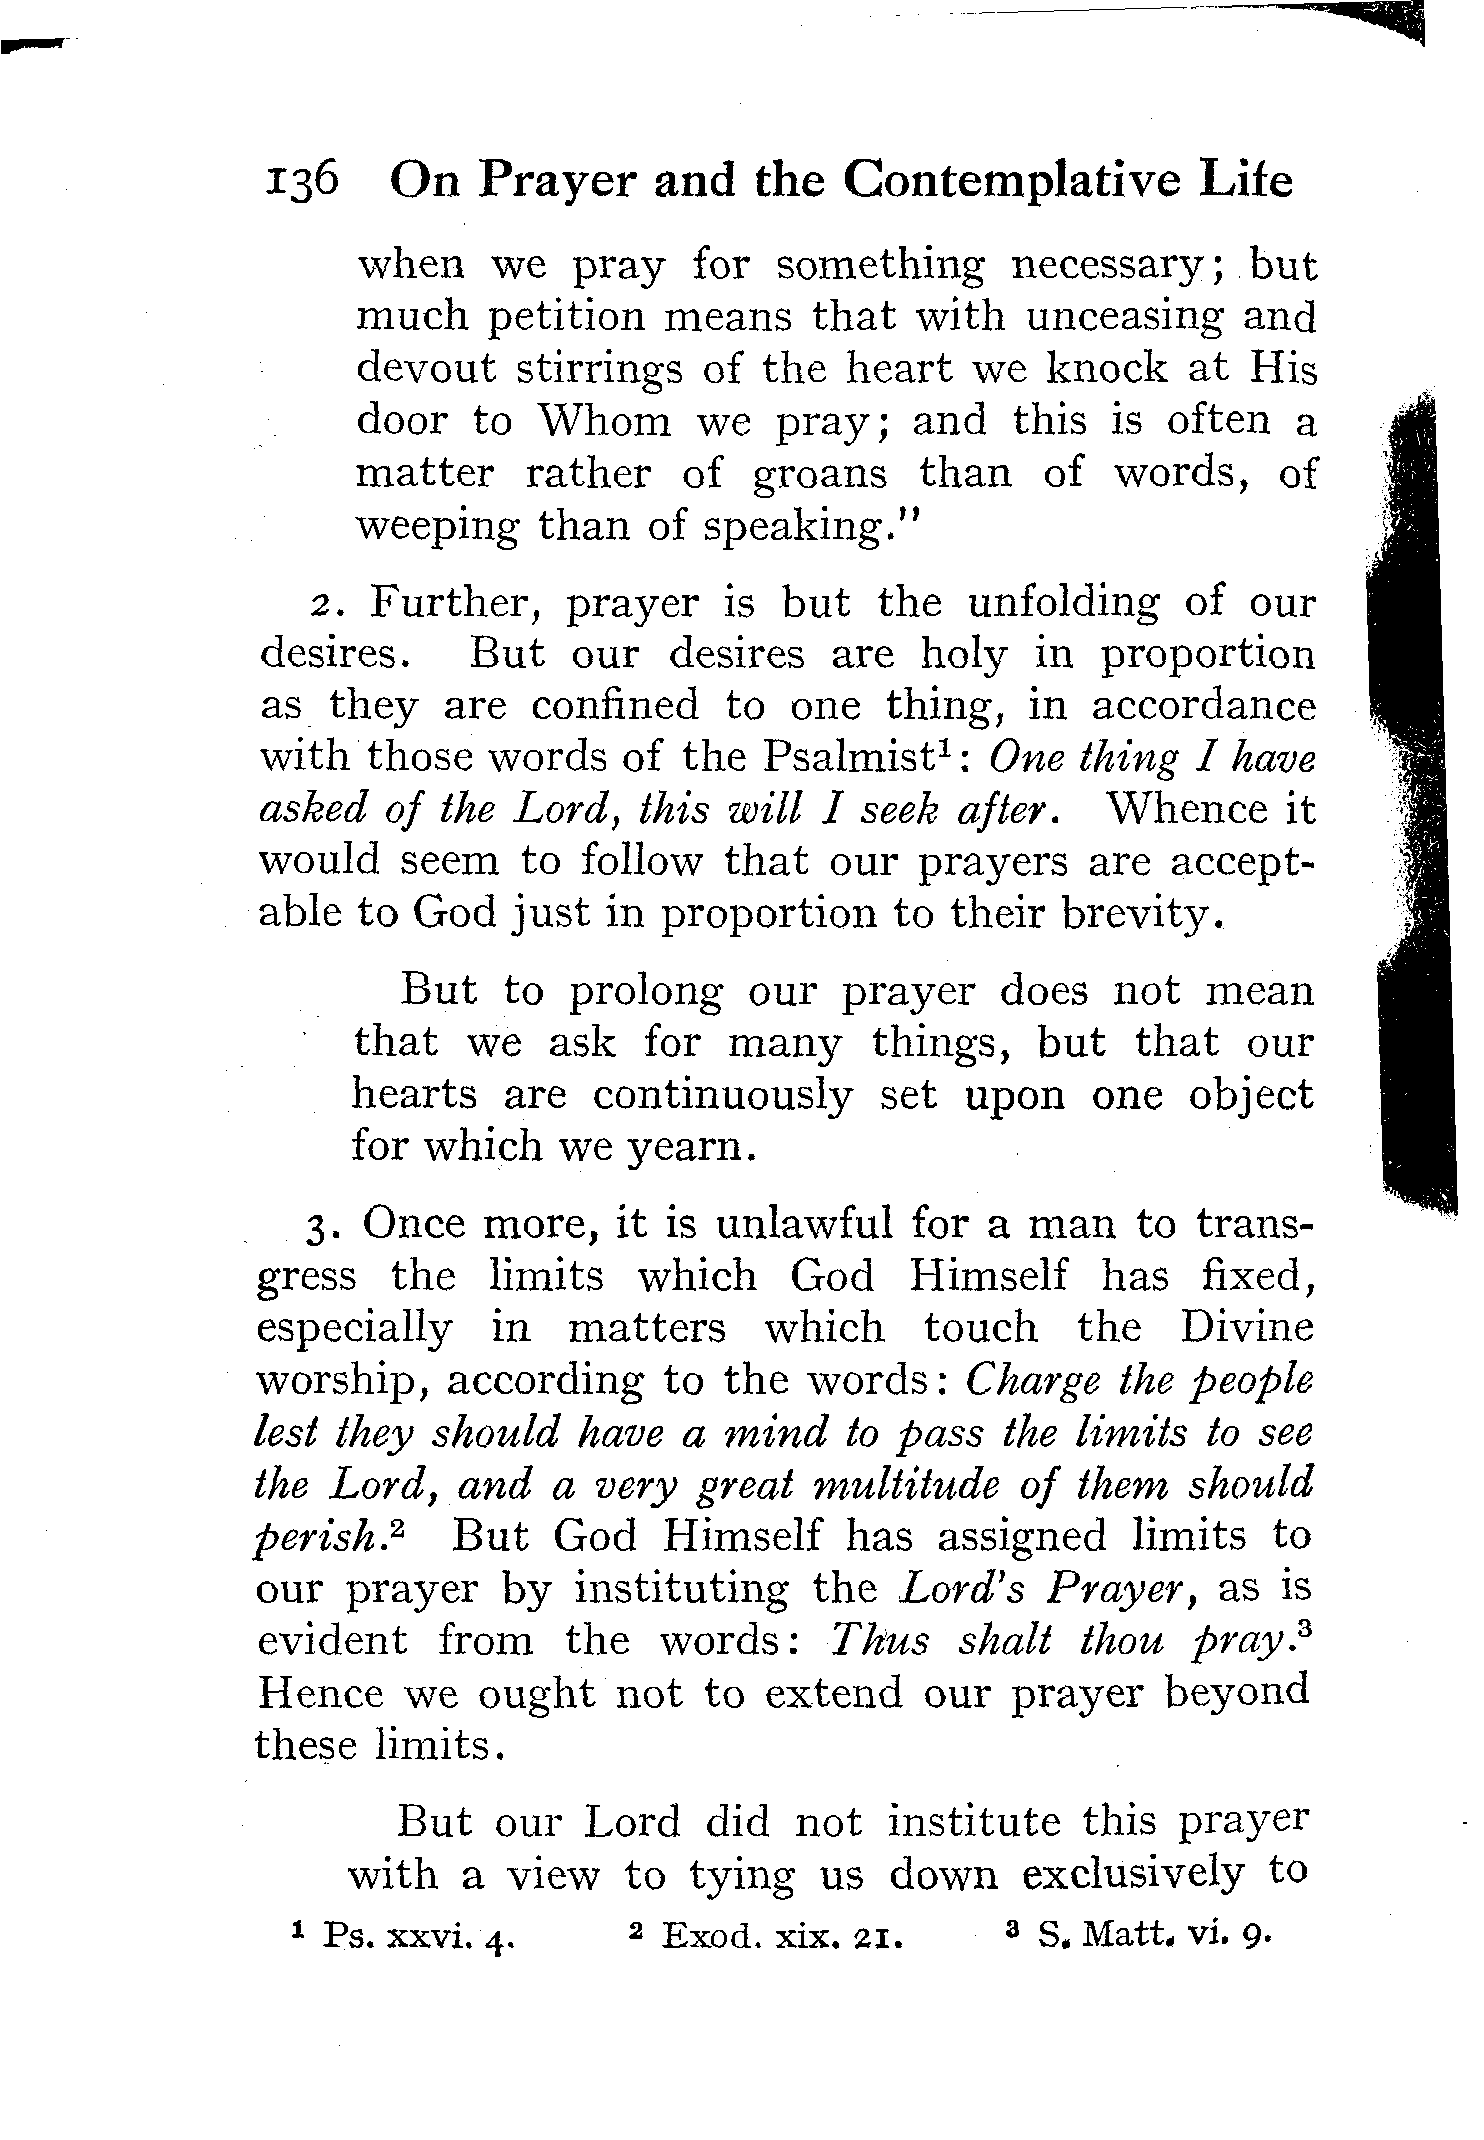 136 On Prayer and the Contemplative Life
when we pray for something necessary; but
much petition means that with unceasing and
devout stirrings of the heart we knock at His
door to Whom we pray; and this is often a
matter rather of groans than of words, of
weeping than of speaking."
2. Further, prayer is but the unfolding of our
desires. But our desires are holy in proportion
as they are confined to one thing, in accordance
with those words of the Psalmist¹: One thing I have
asked of the Lord, this will I seek after. Whence it
would seem to follow that our prayers are accept-
able to God just in proportion to their brevity.
But to prolong our prayer does not mean
that we ask for many things, but that our
hearts are continuously set upon one object
for which we yearn.
3. Once more, it is unlawful for a man to trans-
gress the limits which God Himself has fixed,
especially in matters which touch the Divine
worship, according to the words: Charge the people
lest they should have a mind to pass the limits to see
the Lord, and a very great multitude of them should
perish.² But God Himself has assigned limits to
our prayer by instituting the Lord's Prayer, as is
evident from the words: Thus shalt thou pray.³
Hence we ought not to extend our prayer beyond
these limits.
But our Lord did not institute this prayer
with a view to tying us down exclusively to
¹ Ps. xxvi. 4. ² Exod. xix. 21. ³ S. Matt. vi. 9.